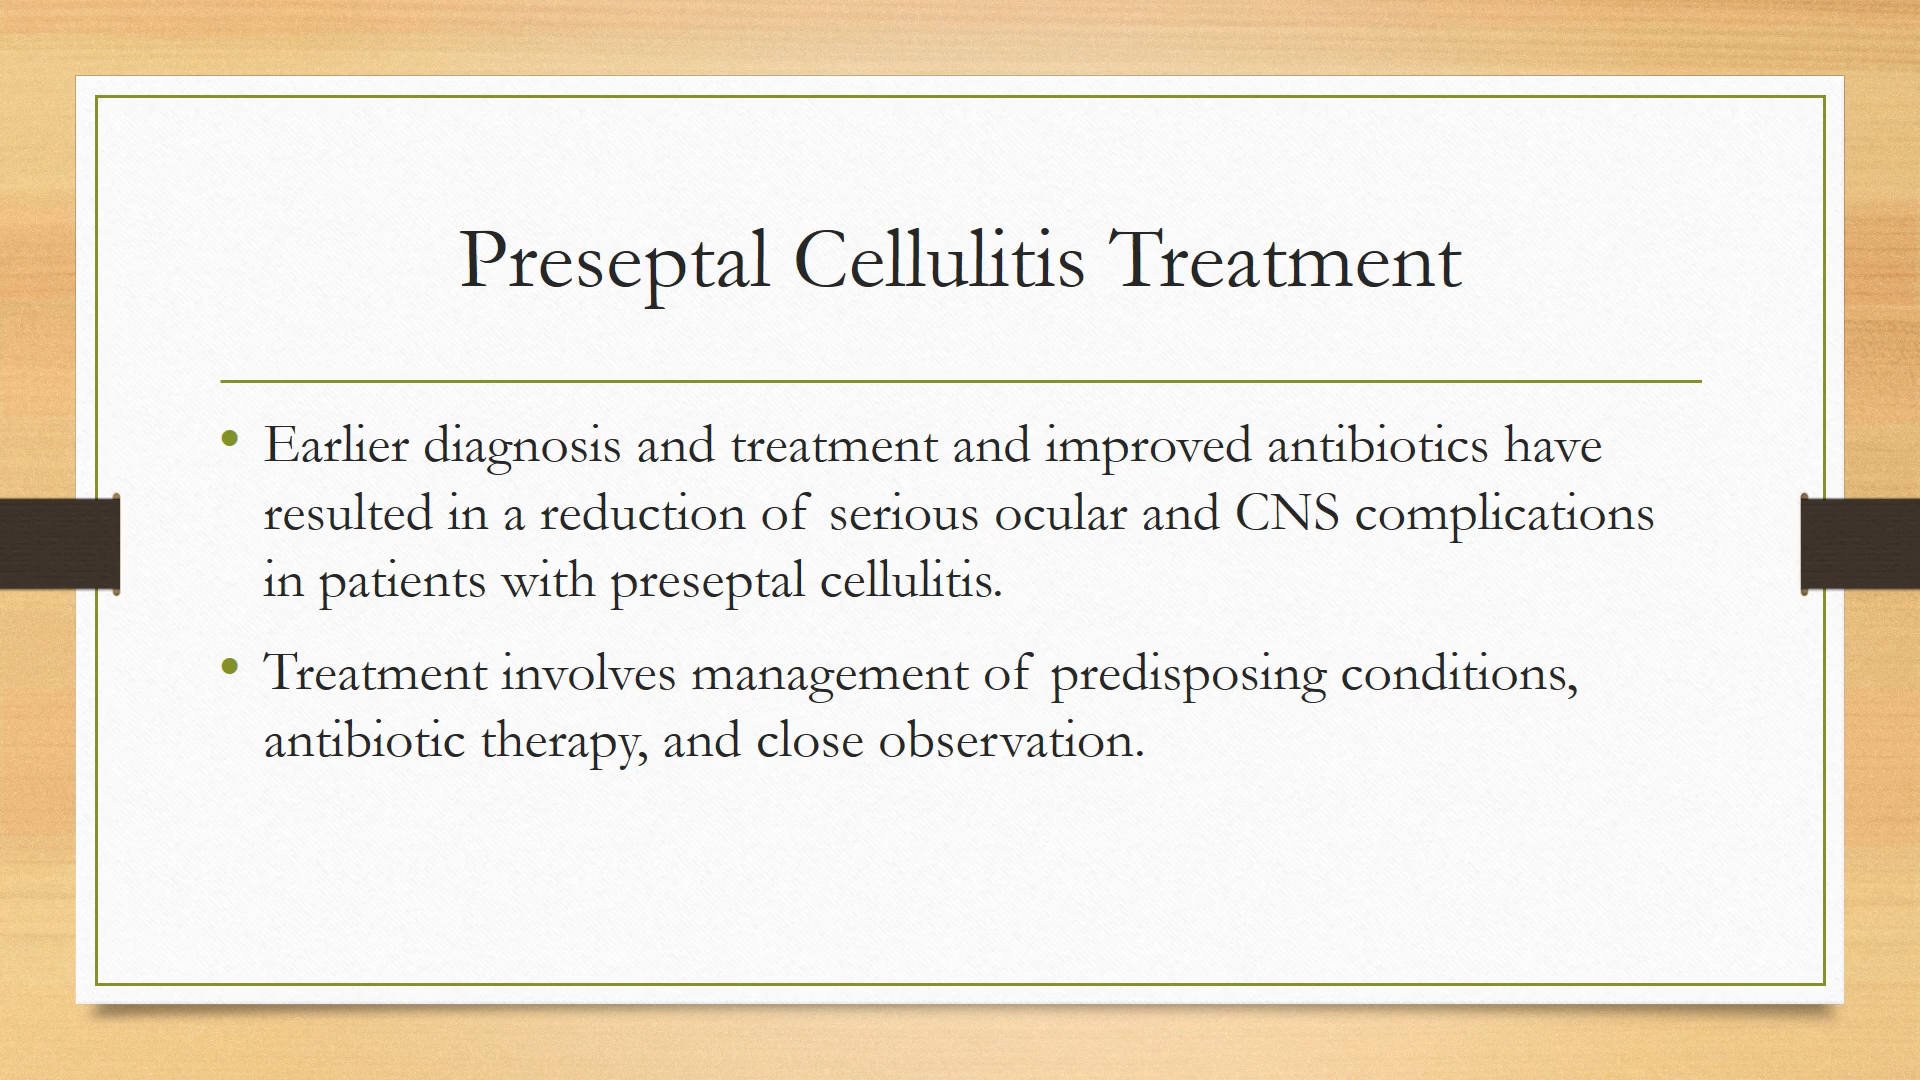 Preseptal Cellulitis Treatment
• Earlier diagnosis and treatment and improved antibiotics have
resulted in a reduction of serious ocular and CNS complications
in patients with preseptal cellulitis.
• Treatment involves management of predisposing conditions,
antibiotic therapy, and close observation.